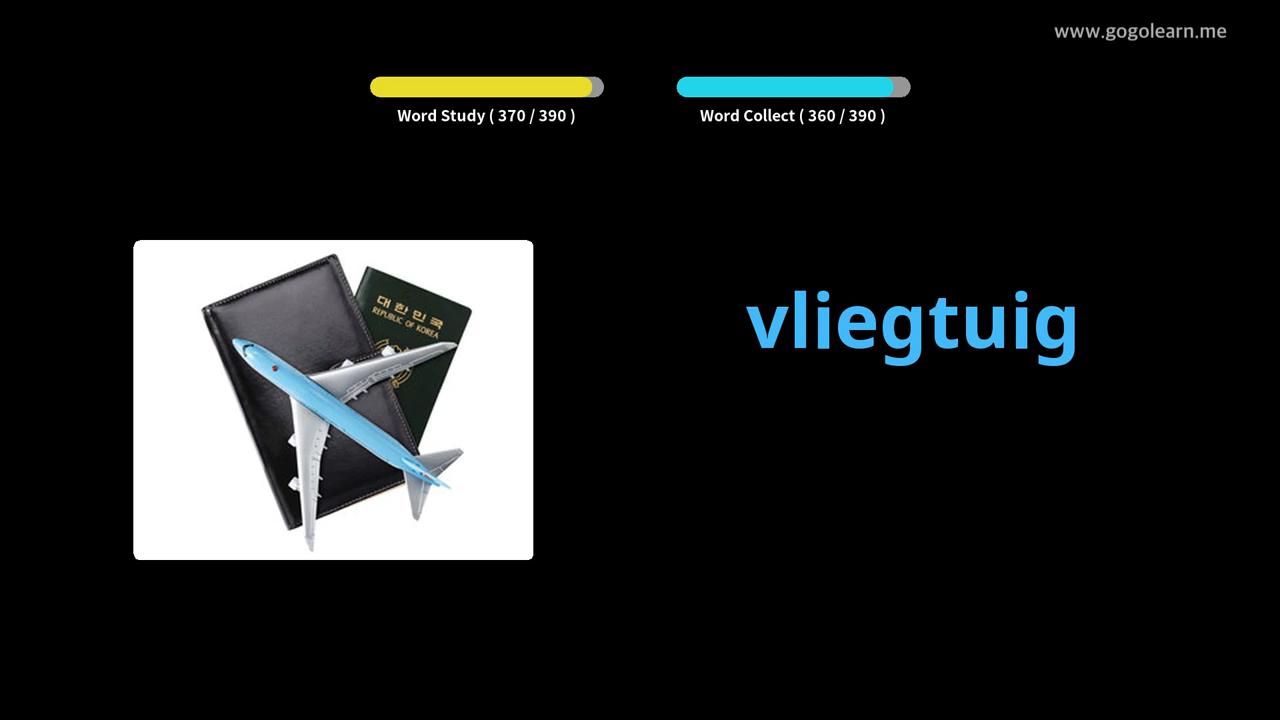 www.gogolearn.me
Word Study ( 370 / 390 )
Word Collect ( 360 / 390 )
대한민국
REPUBLIC OF KOREA
vliegtuig